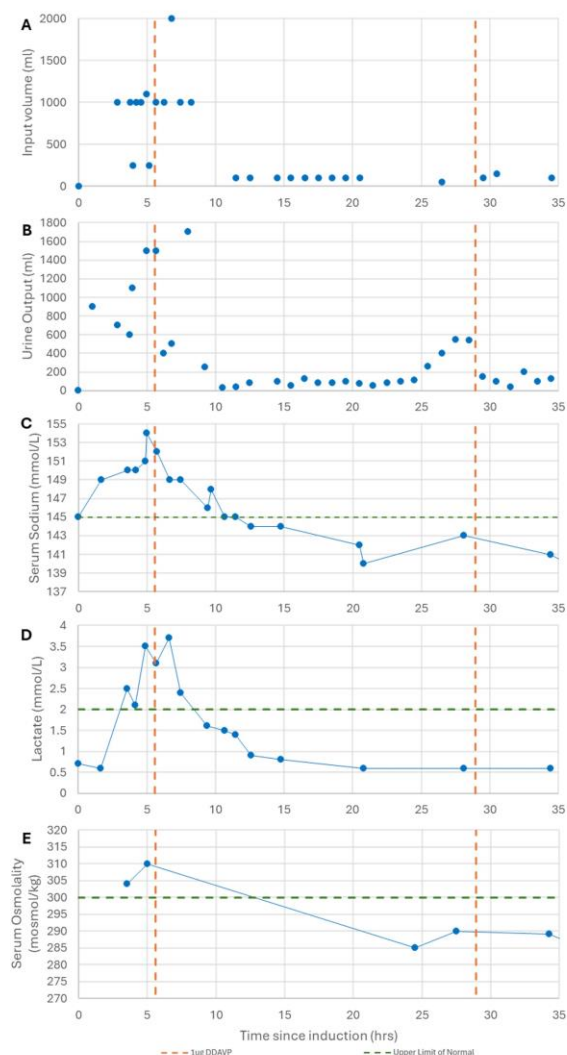 A
Input volume (ml)
2000
1500
1000
500
0
0 5 10 15 20 25 30 35
B
Urine Output (ml)
1800
1600
1400
1200
1000
800
600
400
200
0
0 5 10 15 20 25 30 35
C
Serum Sodium (mmol/L)
155
153
151
149
147
145
143
141
139
137
0 5 10 15 20 25 30 35
D
Lactate (mmol/L)
4
3.5
3
2.5
2
1.5
1
0.5
0
0 5 10 15 20 25 30 35
E
Serum Osmolality
(mosmol/kg)
320
315
310
305
300
295
290
285
280
275
270
0 5 10 15 20 25 30 35
Time since induction (hrs)
1ug DDAVP Upper Limit of Normal